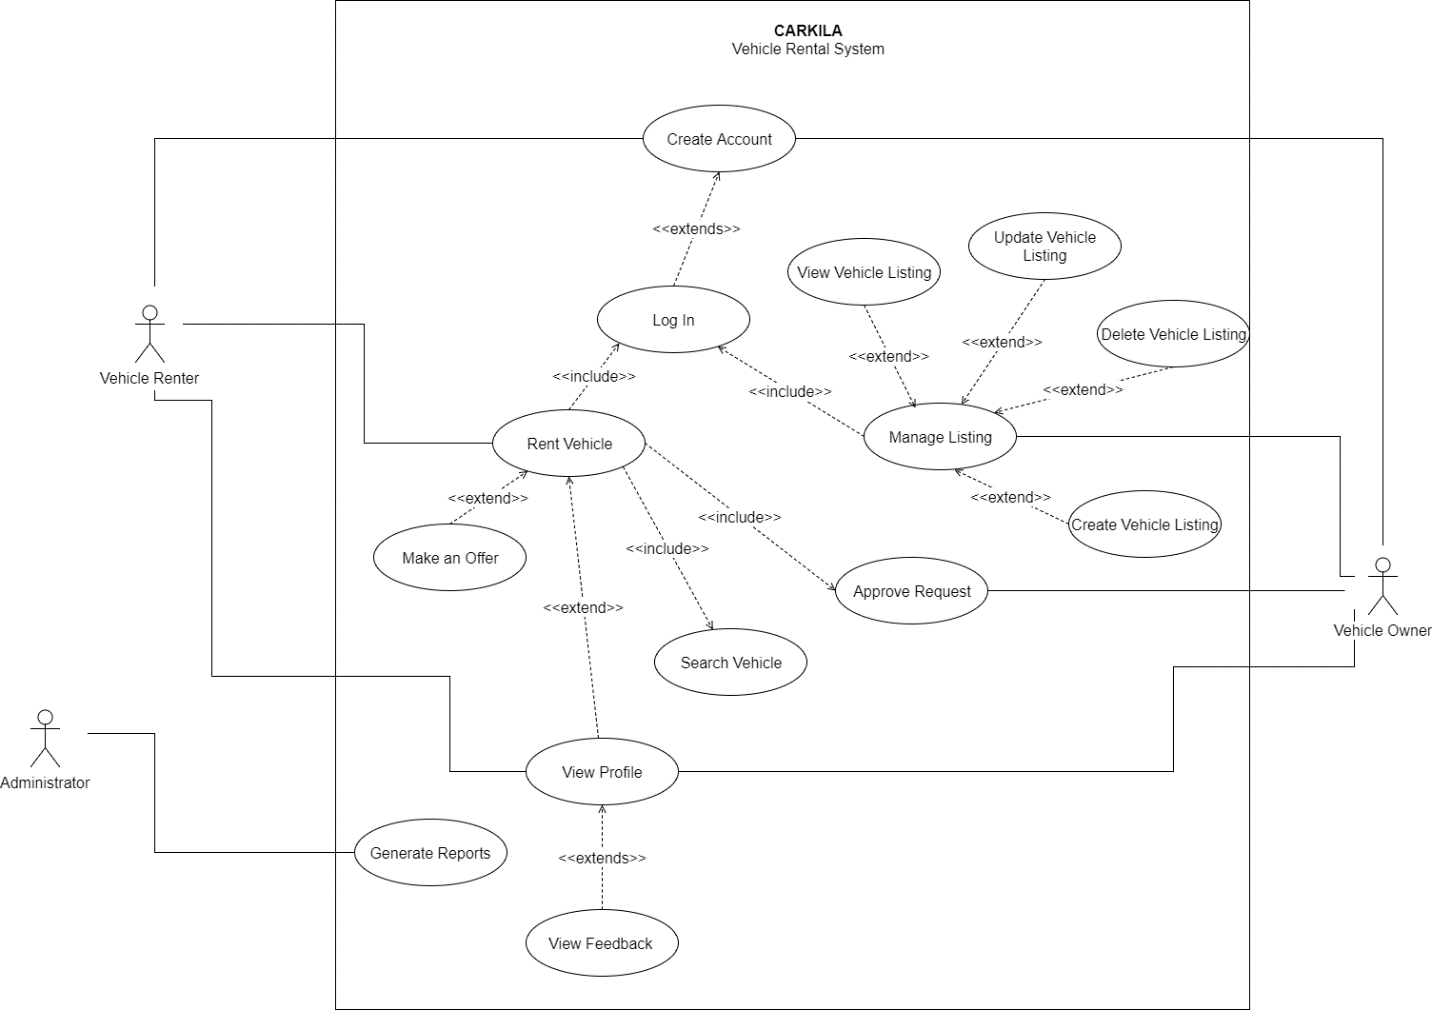 CARKILA
Vehicle Rental System
Create Account
<<extends>>
Update Vehicle
Listing
View Vehicle Listing
Log In
Delete Vehicle Listing
<<extend>>
<<extend>>
Vehicle Renter
<<include>>
<<include>>
<<extend>>
Rent Vehicle
Manage Listing
<<extend>>
<<extend>>
<<include>>
Create Vehicle Listing
<<include>>
Make an Offer
Approve Request
<<extend>>
Vehicle Owner
Search Vehicle
Administrator
View Profile
Generate Reports
<<extends>>
View Feedback